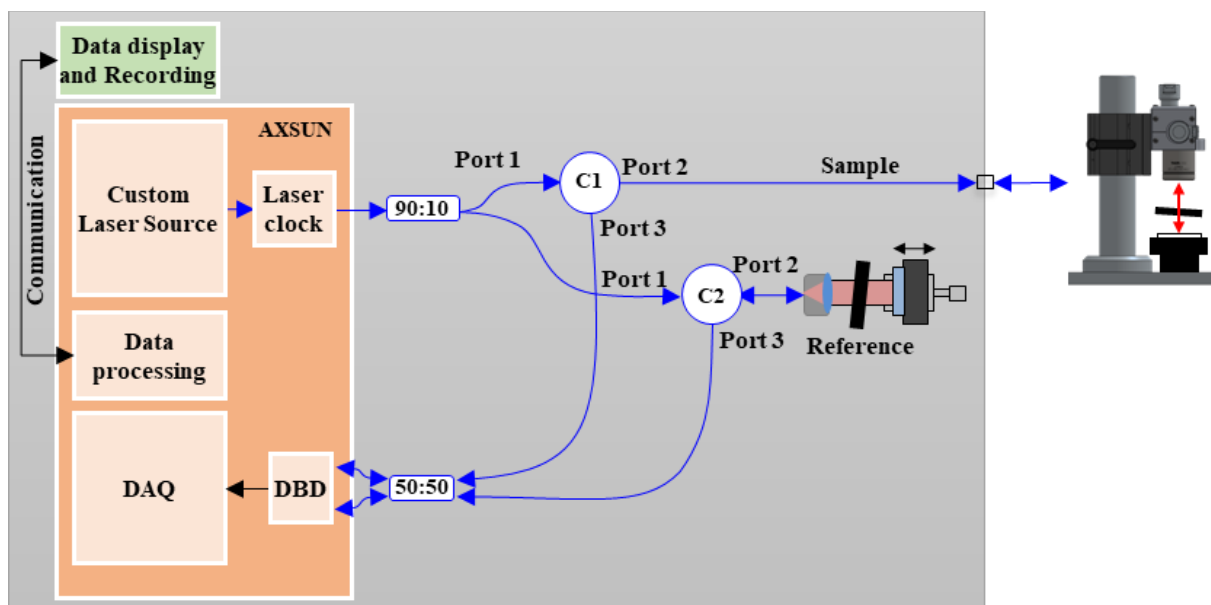 Data display
and Recording
Communication
AXSUN
Custom
Laser Source
Laser
clock
90:10
Port 1
C1
Port 2
Sample
Port 3
Port 1
C2
Port 2
Port 3
Reference
Data
processing
DAQ
DBD
50:50